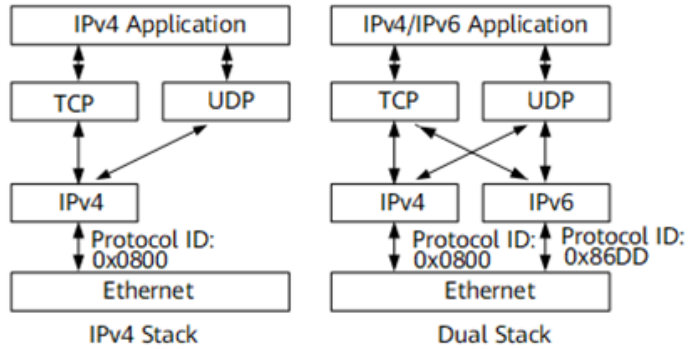 IPv4 Application
TCP
UDP
IPv4
Protocol ID:
0x0800
Ethernet
IPv4 Stack
IPv4/IPv6 Application
TCP
UDP
IPv4
IPv6
Protocol ID:
0x0800
Protocol ID:
0x86DD
Ethernet
Dual Stack